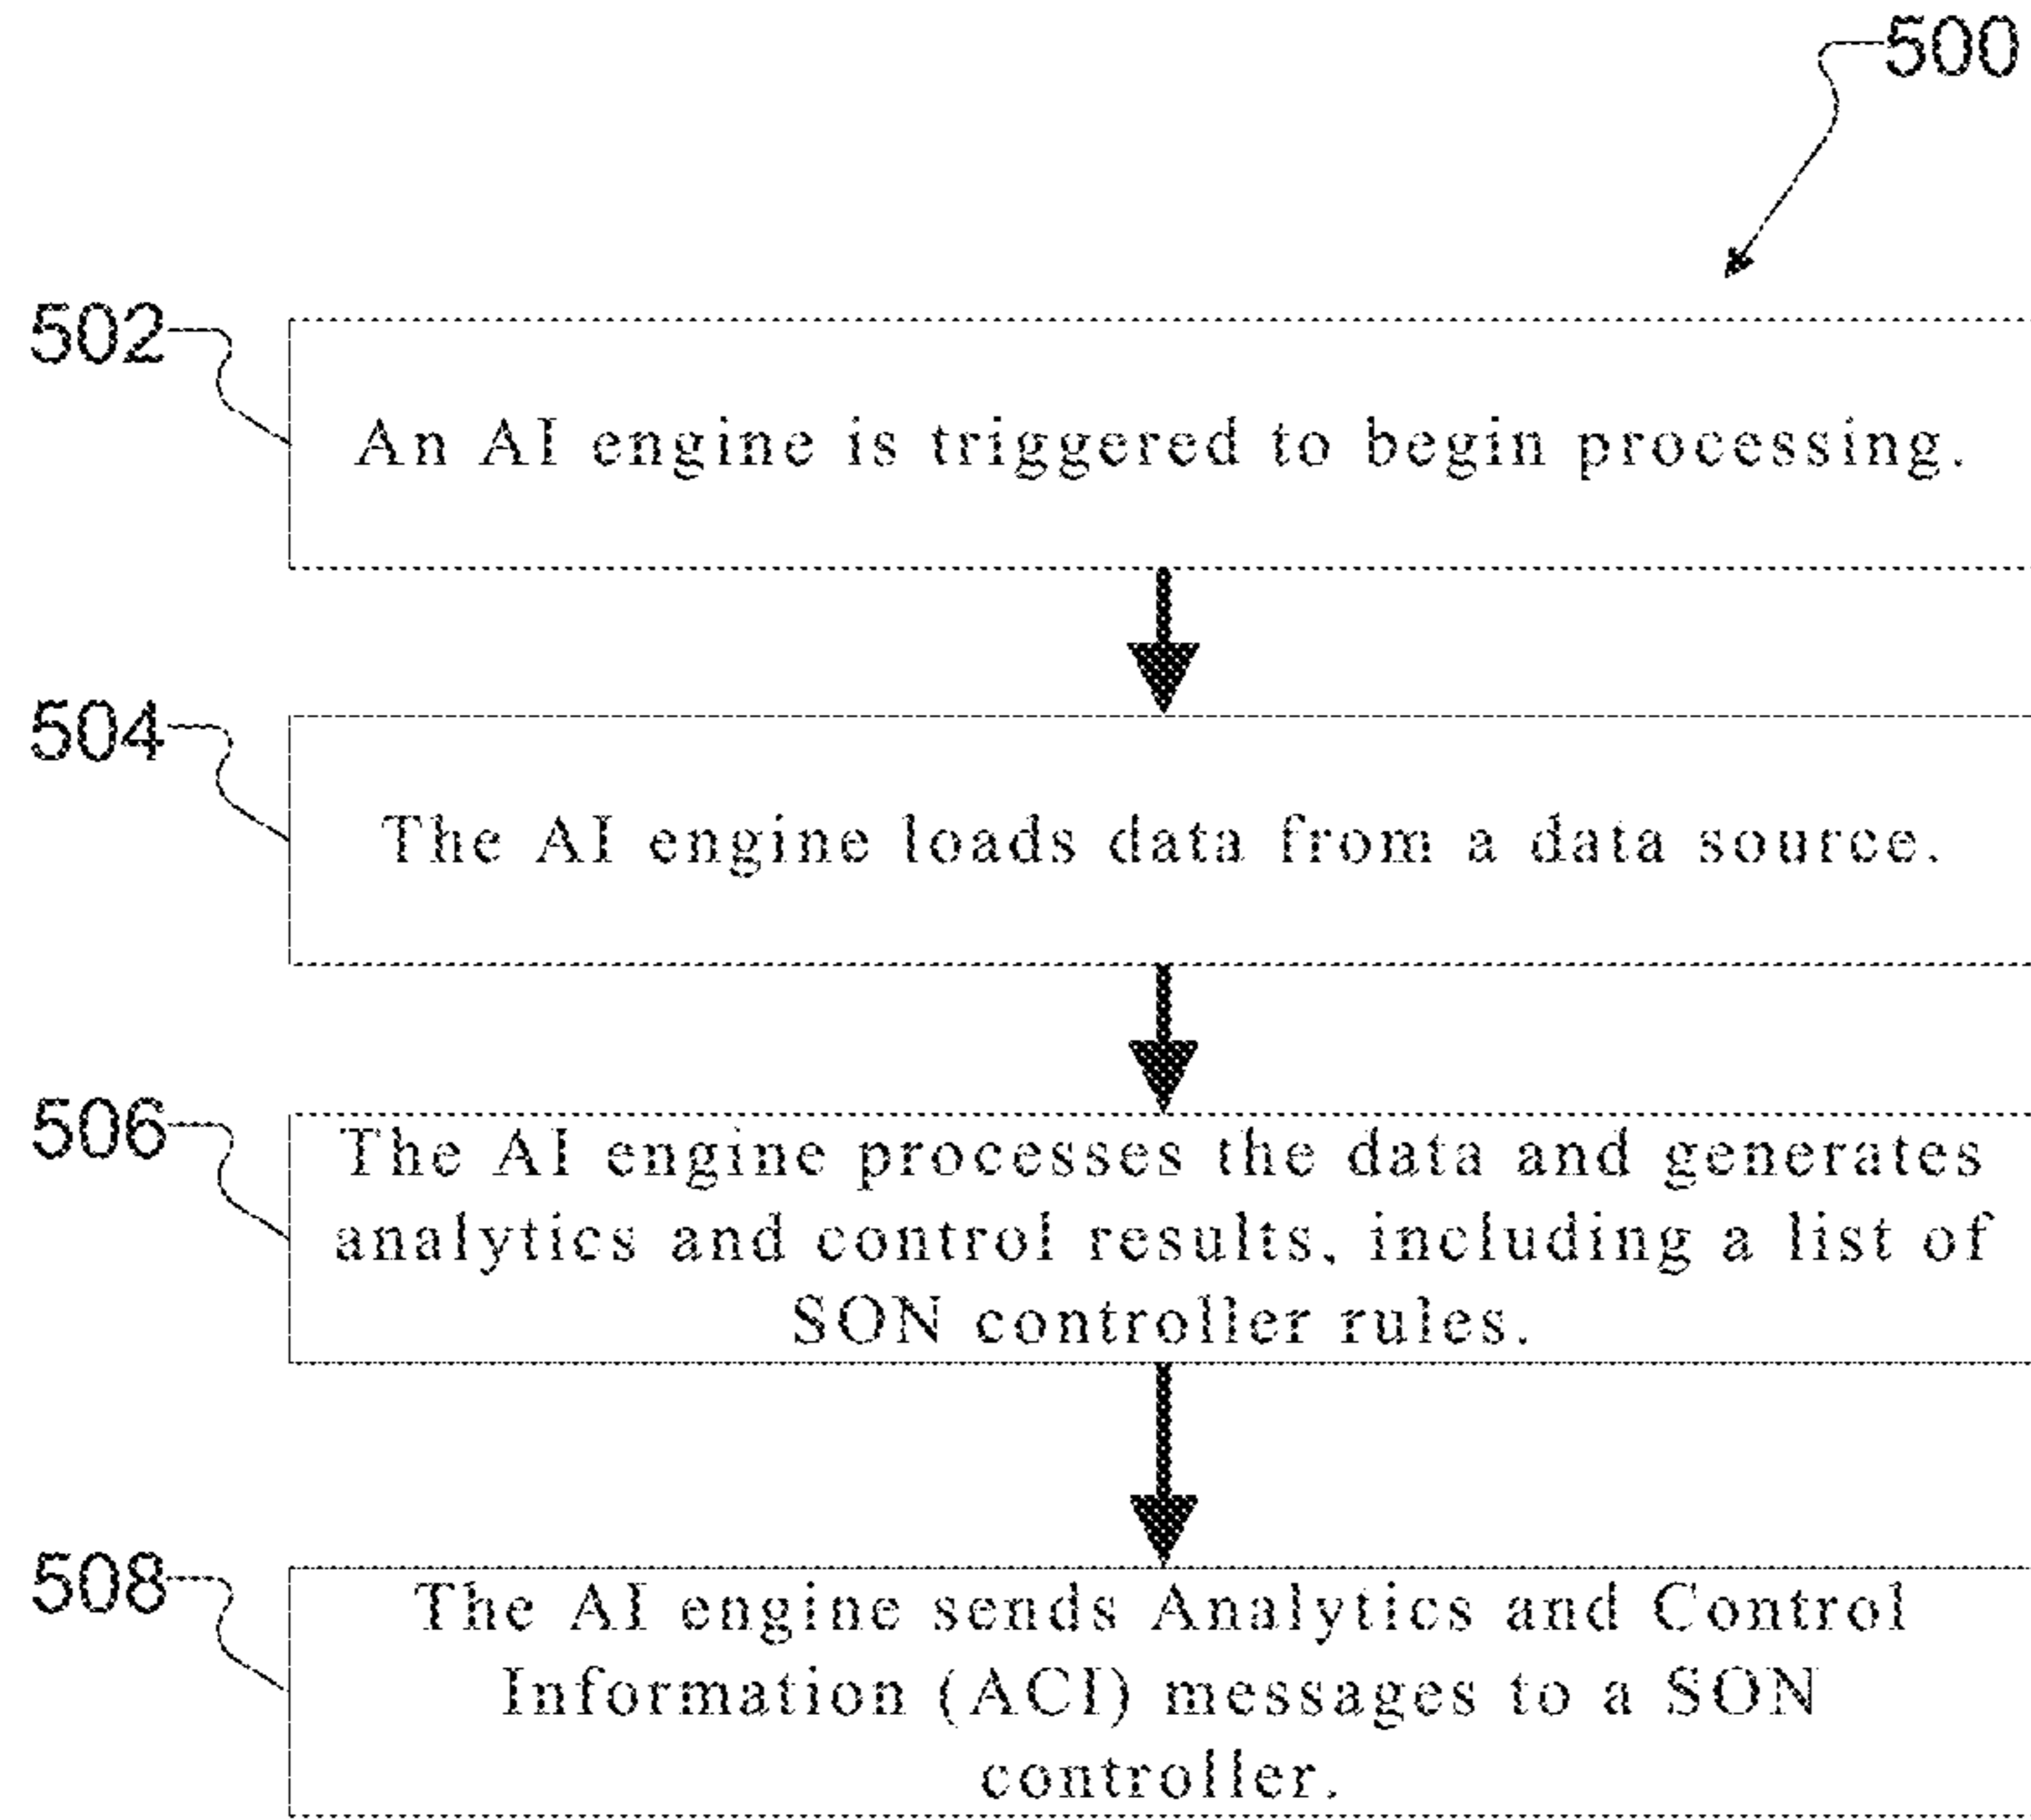 500
502
An AI engine is triggered to begin processing.
504
The AI engine loads data from a data source.
506
The AI engine processes the data and generates
analytics and control results, including a list of
SON controller rules.
508
The AI engine sends Analytics and Control
Information (ACI) messages to a SON
controller.